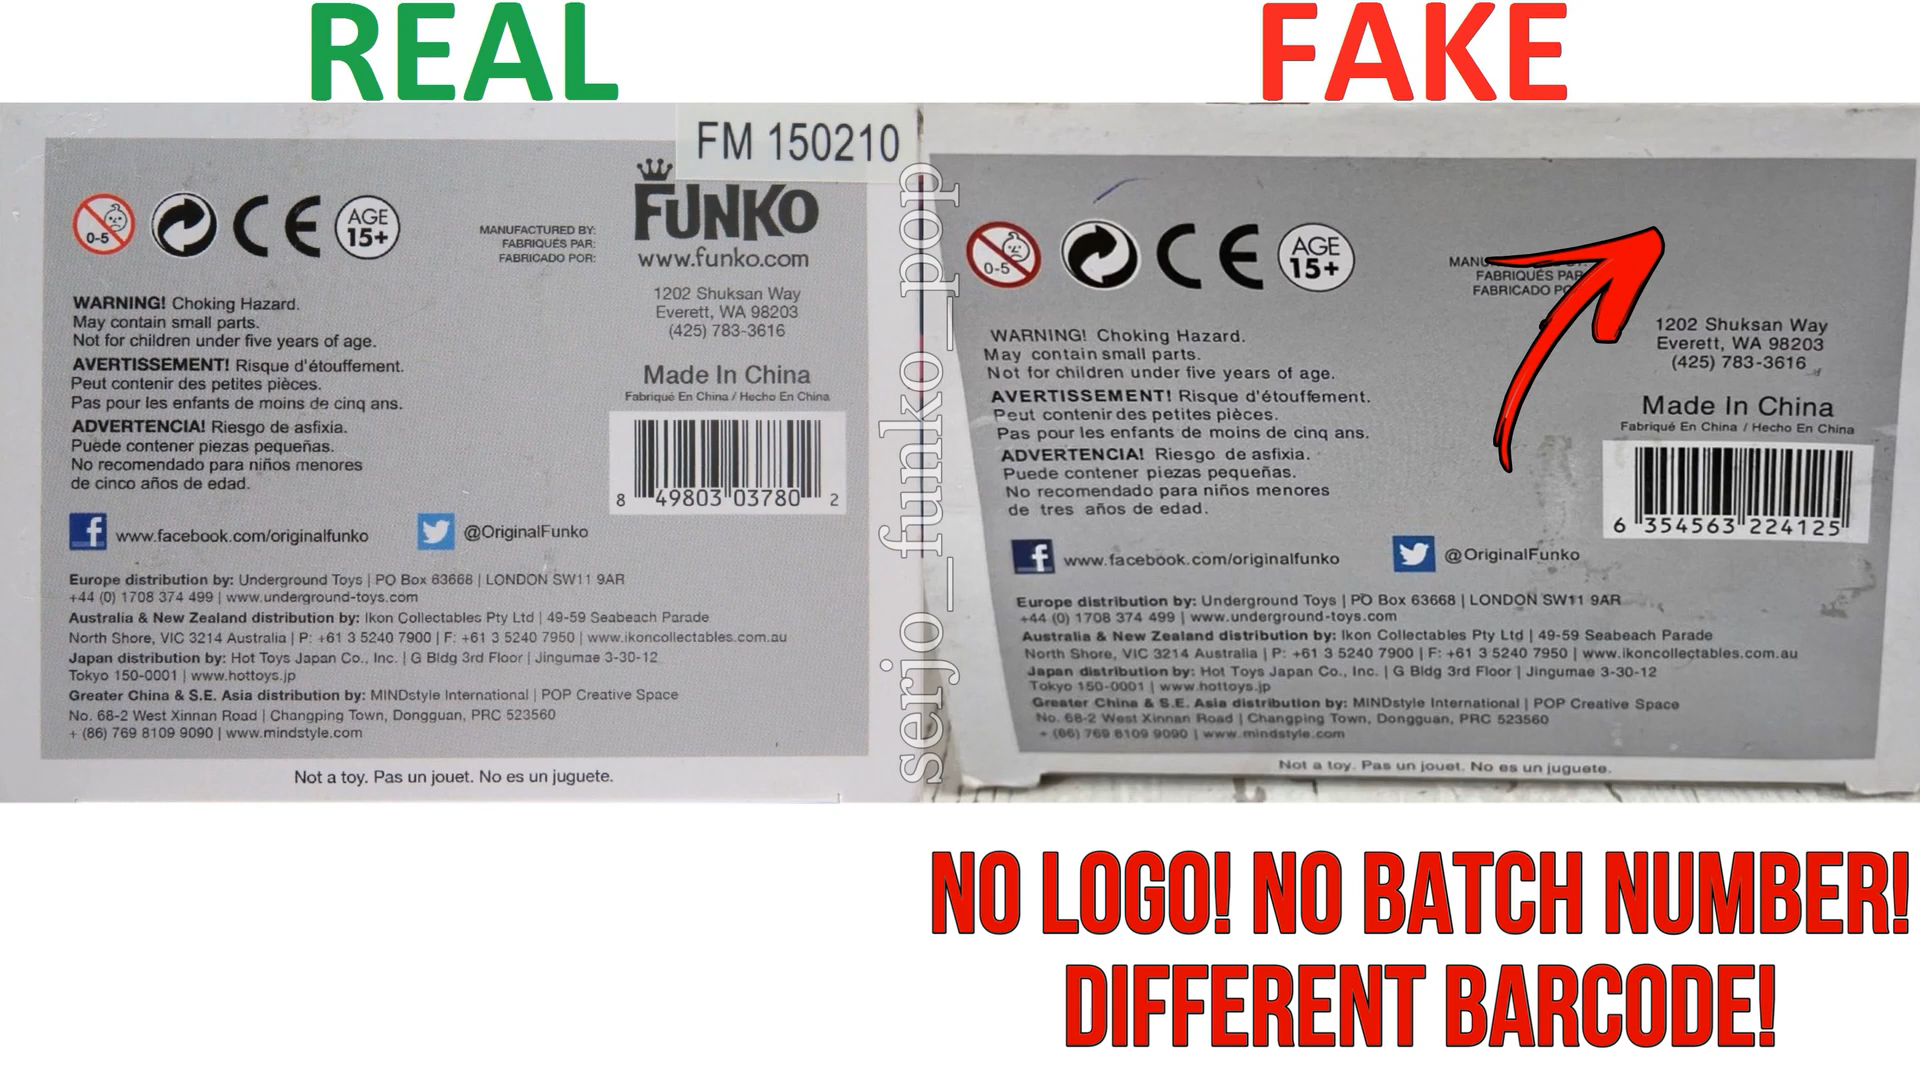 REAL
FM 150210
0-5
CE
AGE
15+
MANUFACTURED BY:
FABRIQUÉS PAR:
FABRICADO POR:
FUNKO
www.funko.com
1202 Shuksan Way
Everett, WA 98203
(425) 783-3616
Made In China
Fabriqué En China / Hecho En China
8 49803 03780 2
WARNING! Choking Hazard.
May contain small parts.
Not for children under five years of age.
AVERTISSEMENT! Risque d'étouffement.
Peut contenir des petites pièces.
Pas pour les enfants de moins de cinq ans.
ADVERTENCIA! Riesgo de asfixia.
Puede contener piezas pequeñas.
No recomendado para niños menores
de cinco años de edad.
www.facebook.com/originalfunko
@OriginalFunko
Europe distribution by: Underground Toys | PO Box 63668 | LONDON SW11 9AR
+44 (0) 1708 374 499 | www.underground-toys.com
Australia & New Zealand distribution by: Ikon Collectables Pty Ltd | 49-59 Seabeach Parade
North Shore, VIC 3214 Australia | P: +61 3 5240 7900 | F: +61 3 5240 7950 | www.ikoncollectables.com.au
Japan distribution by: Hot Toys Japan Co., Inc. | G Bldg 3rd Floor | Jingumae 3-30-12
Tokyo 150-0001 | www.hottoys.jp
Greater China & S.E. Asia distribution by: MINDstyle International | POP Creative Space
No. 68-2 West Xinnan Road | Changping Town, Dongguan, PRC 523560
+ (86) 769 8109 9090 | www.mindstyle.com
Not a toy. Pas un jouet. No es un juguete.
serjo_funko_pop
FAKE
0-5
CE
AGE
15+
FABRIQUÉS PAR
FABRICADO
1202 Shuksan Way
Everett, WA 98203
(425) 783-3616
Made In China
Fabriqué En China / Hecho En China
6 354563 224125
WARNING! Choking Hazard.
May contain small parts.
Not for children under five years of age.
AVERTISSEMENT! Risque d'étouffement.
Peut contenir des petites pièces.
Pas pour les enfants de moins de cinq ans.
ADVERTENCIA! Riesgo de asfixia.
Puede contener piezas pequeñas.
No recomendado para niños menores
de tres años de edad.
www.facebook.com/originalfunko
@OriginalFunko
Europe distribution by: Underground Toys | PO Box 63668 | LONDON SW11 9AR
+44 (0) 1708 374 499 | www.underground-toys.com
Australia & New Zealand distribution by: Ikon Collectables Pty Ltd | 49-59 Seabeach Parade
North Shore, VIC 3214 Australia | P: +61 3 5240 7900 | F: +61 3 5240 7950 | www.ikoncollectables.com.au
Japan distribution by: Hot Toys Japan Co., Inc. | G Bldg 3rd Floor | Jingumae 3-30-12
Tokyo 150-0001 | www.hottoys.jp
Greater China & S.E. Asia distribution by: MINDstyle International | POP Creative Space
No. 68-2 West Xinnan Road | Changping Town, Dongguan, PRC 523560
+ (86) 769 8109 9090 | www.mindstyle.com
Not a toy. Pas un jouet. No es un juguete.
NO LOGO! NO BATCH NUMBER!
DIFFERENT BARCODE!